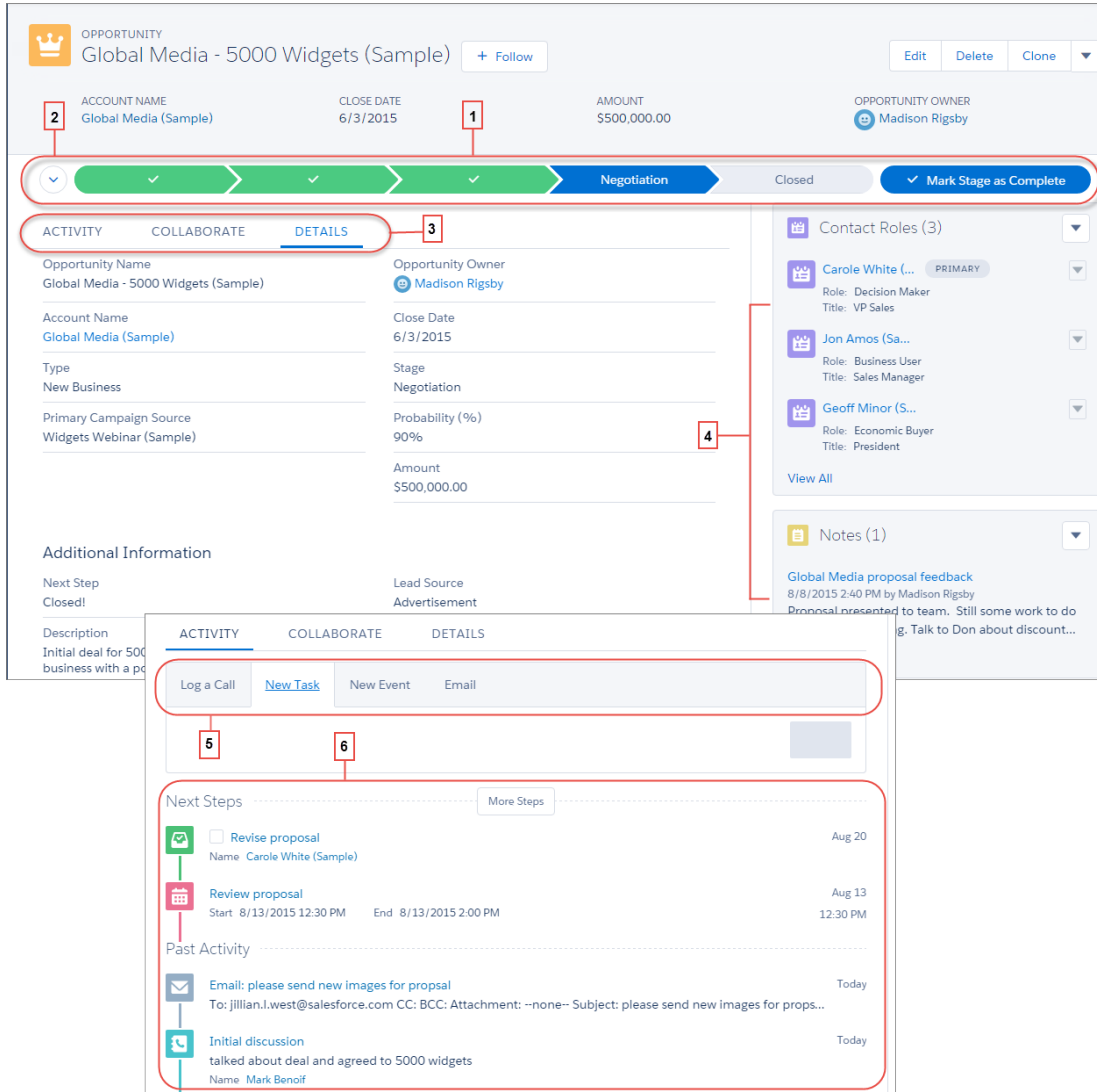 OPPORTUNITY
Global Media - 5000 Widgets (Sample)
+ Follow
Edit
Delete
Clone
ACCOUNT NAME
Global Media (Sample)
CLOSE DATE
6/3/2015
AMOUNT
$500,000.00
OPPORTUNITY OWNER
Madison Rigsby
2
1
Negotiation
Closed
Mark Stage as Complete
ACTIVITY
COLLABORATE
DETAILS
3
Opportunity Name
Global Media - 5000 Widgets (Sample)
Opportunity Owner
Madison Rigsby
Account Name
Global Media (Sample)
Close Date
6/3/2015
Type
New Business
Stage
Negotiation
Primary Campaign Source
Widgets Webinar (Sample)
Probability (%)
90%
Amount
$500,000.00
Additional Information
Next Step
Closed!
Lead Source
Advertisement
Description
Initial deal for 500
business with a po
4
Contact Roles (3)
Carole White (...
PRIMARY
Role: Decision Maker
Title: VP Sales
Jon Amos (Sa...
Role: Business User
Title: Sales Manager
Geoff Minor (S...
Role: Economic Buyer
Title: President
View All
Notes (1)
Global Media proposal feedback
8/8/2015 2:40 PM by Madison Rigsby
Proposal presented to team. Still some work to do
g. Talk to Don about discount...
ACTIVITY
COLLABORATE
DETAILS
Log a Call
New Task
New Event
Email
5
6
Next Steps
More Steps
Revise proposal
Aug 20
Name Carole White (Sample)
Review proposal
Aug 13
Start 8/13/2015 12:30 PM End 8/13/2015 2:00 PM
12:30 PM
Past Activity
Email: please send new images for propsal
Today
To: jillian.l.west@salesforce.com CC: BCC: Attachment: --none-- Subject: please send new images for props...
Initial discussion
Today
talked about deal and agreed to 5000 widgets
Name Mark Benoif